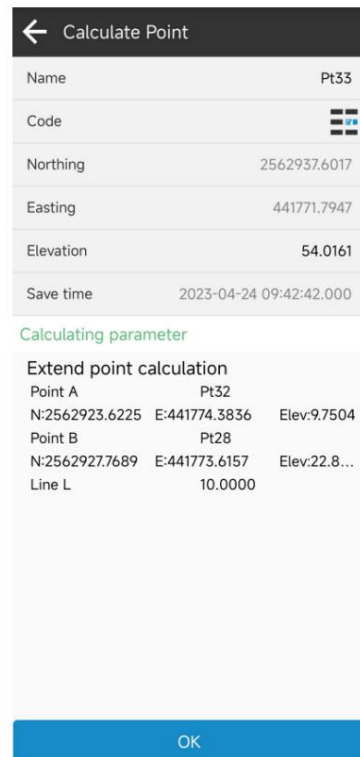 Calculate Point
Name Pt33
Code
Northing 2562937.6017
Easting 441771.7947
Elevation 54.0161
Save time 2023-04-24 09:42:42.000
Calculating parameter
Extend point calculation
Point A Pt32
N:2562923.6225 E:441774.3836 Elev:9.7504
Point B Pt28
N:2562927.7689 E:441773.6157 Elev:22.8...
Line L 10.0000
OK